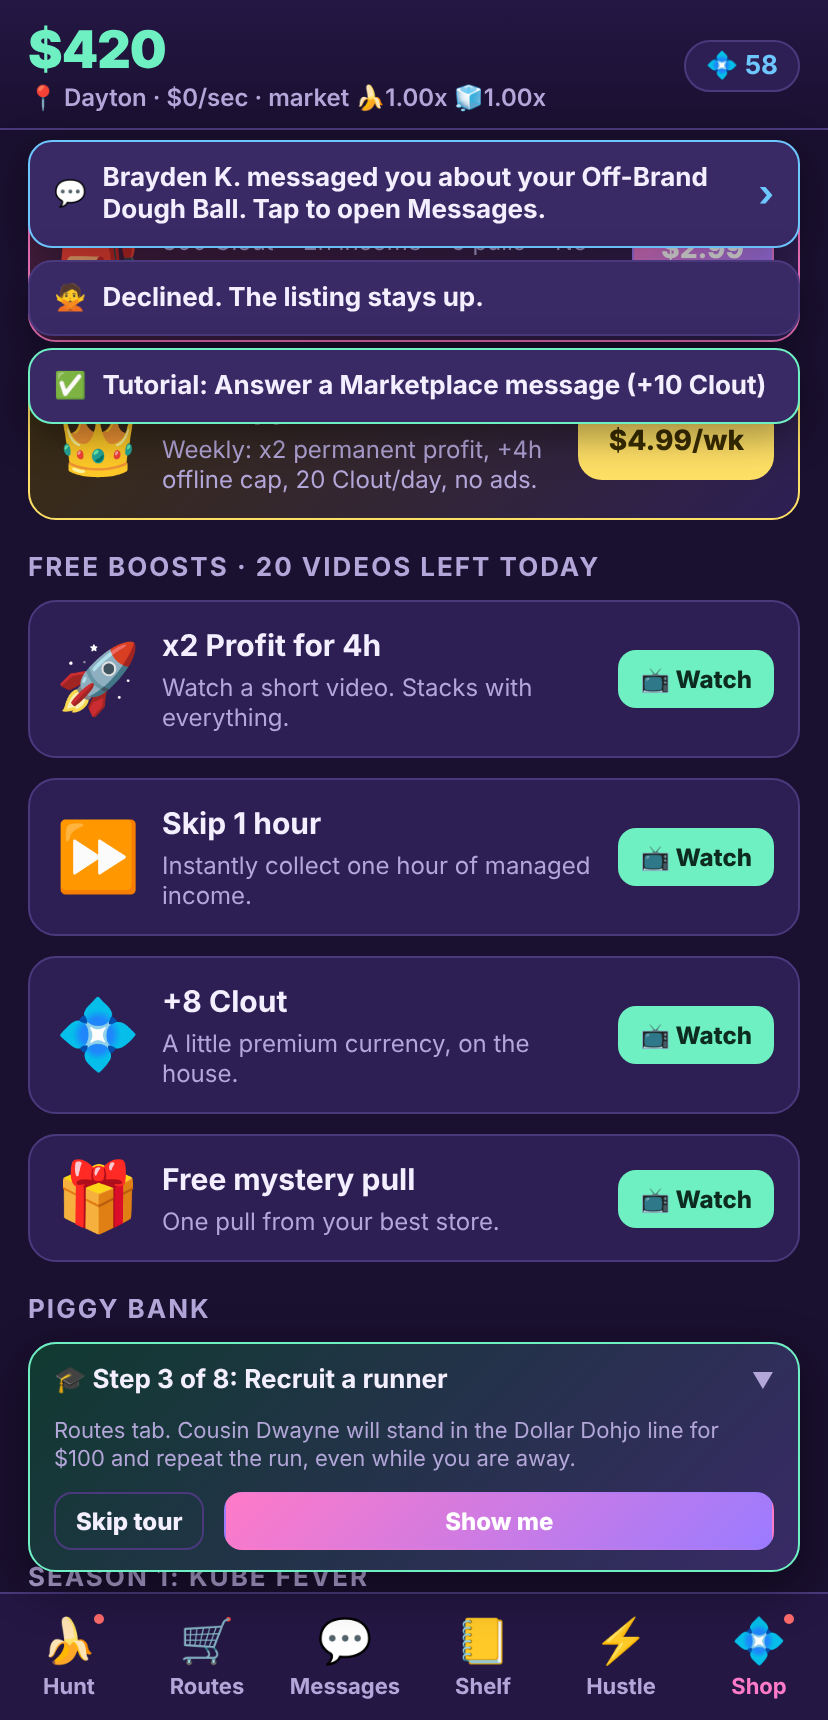 $420
Dayton · $0/sec · market 1.00x 1.00x
58
Brayden K. messaged you about your Off-Brand
Dough Ball. Tap to open Messages.
$2.99
Declined. The listing stays up.
Tutorial: Answer a Marketplace message (+10 Clout)
Weekly: x2 permanent profit, +4h
offline cap, 20 Clout/day, no ads.
$4.99/wk
FREE BOOSTS · 20 VIDEOS LEFT TODAY
x2 Profit for 4h
Watch a short video. Stacks with
everything.
Watch
Skip 1 hour
Instantly collect one hour of managed
income.
Watch
+8 Clout
A little premium currency, on the
house.
Watch
Free mystery pull
One pull from your best store.
Watch
PIGGY BANK
Step 3 of 8: Recruit a runner
Routes tab. Cousin Dwayne will stand in the Dollar Dohjo line for
$100 and repeat the run, even while you are away.
Skip tour
Show me
SEASON 1: KUBE FEVER
Hunt
Routes
Messages
Shelf
Hustle
Shop